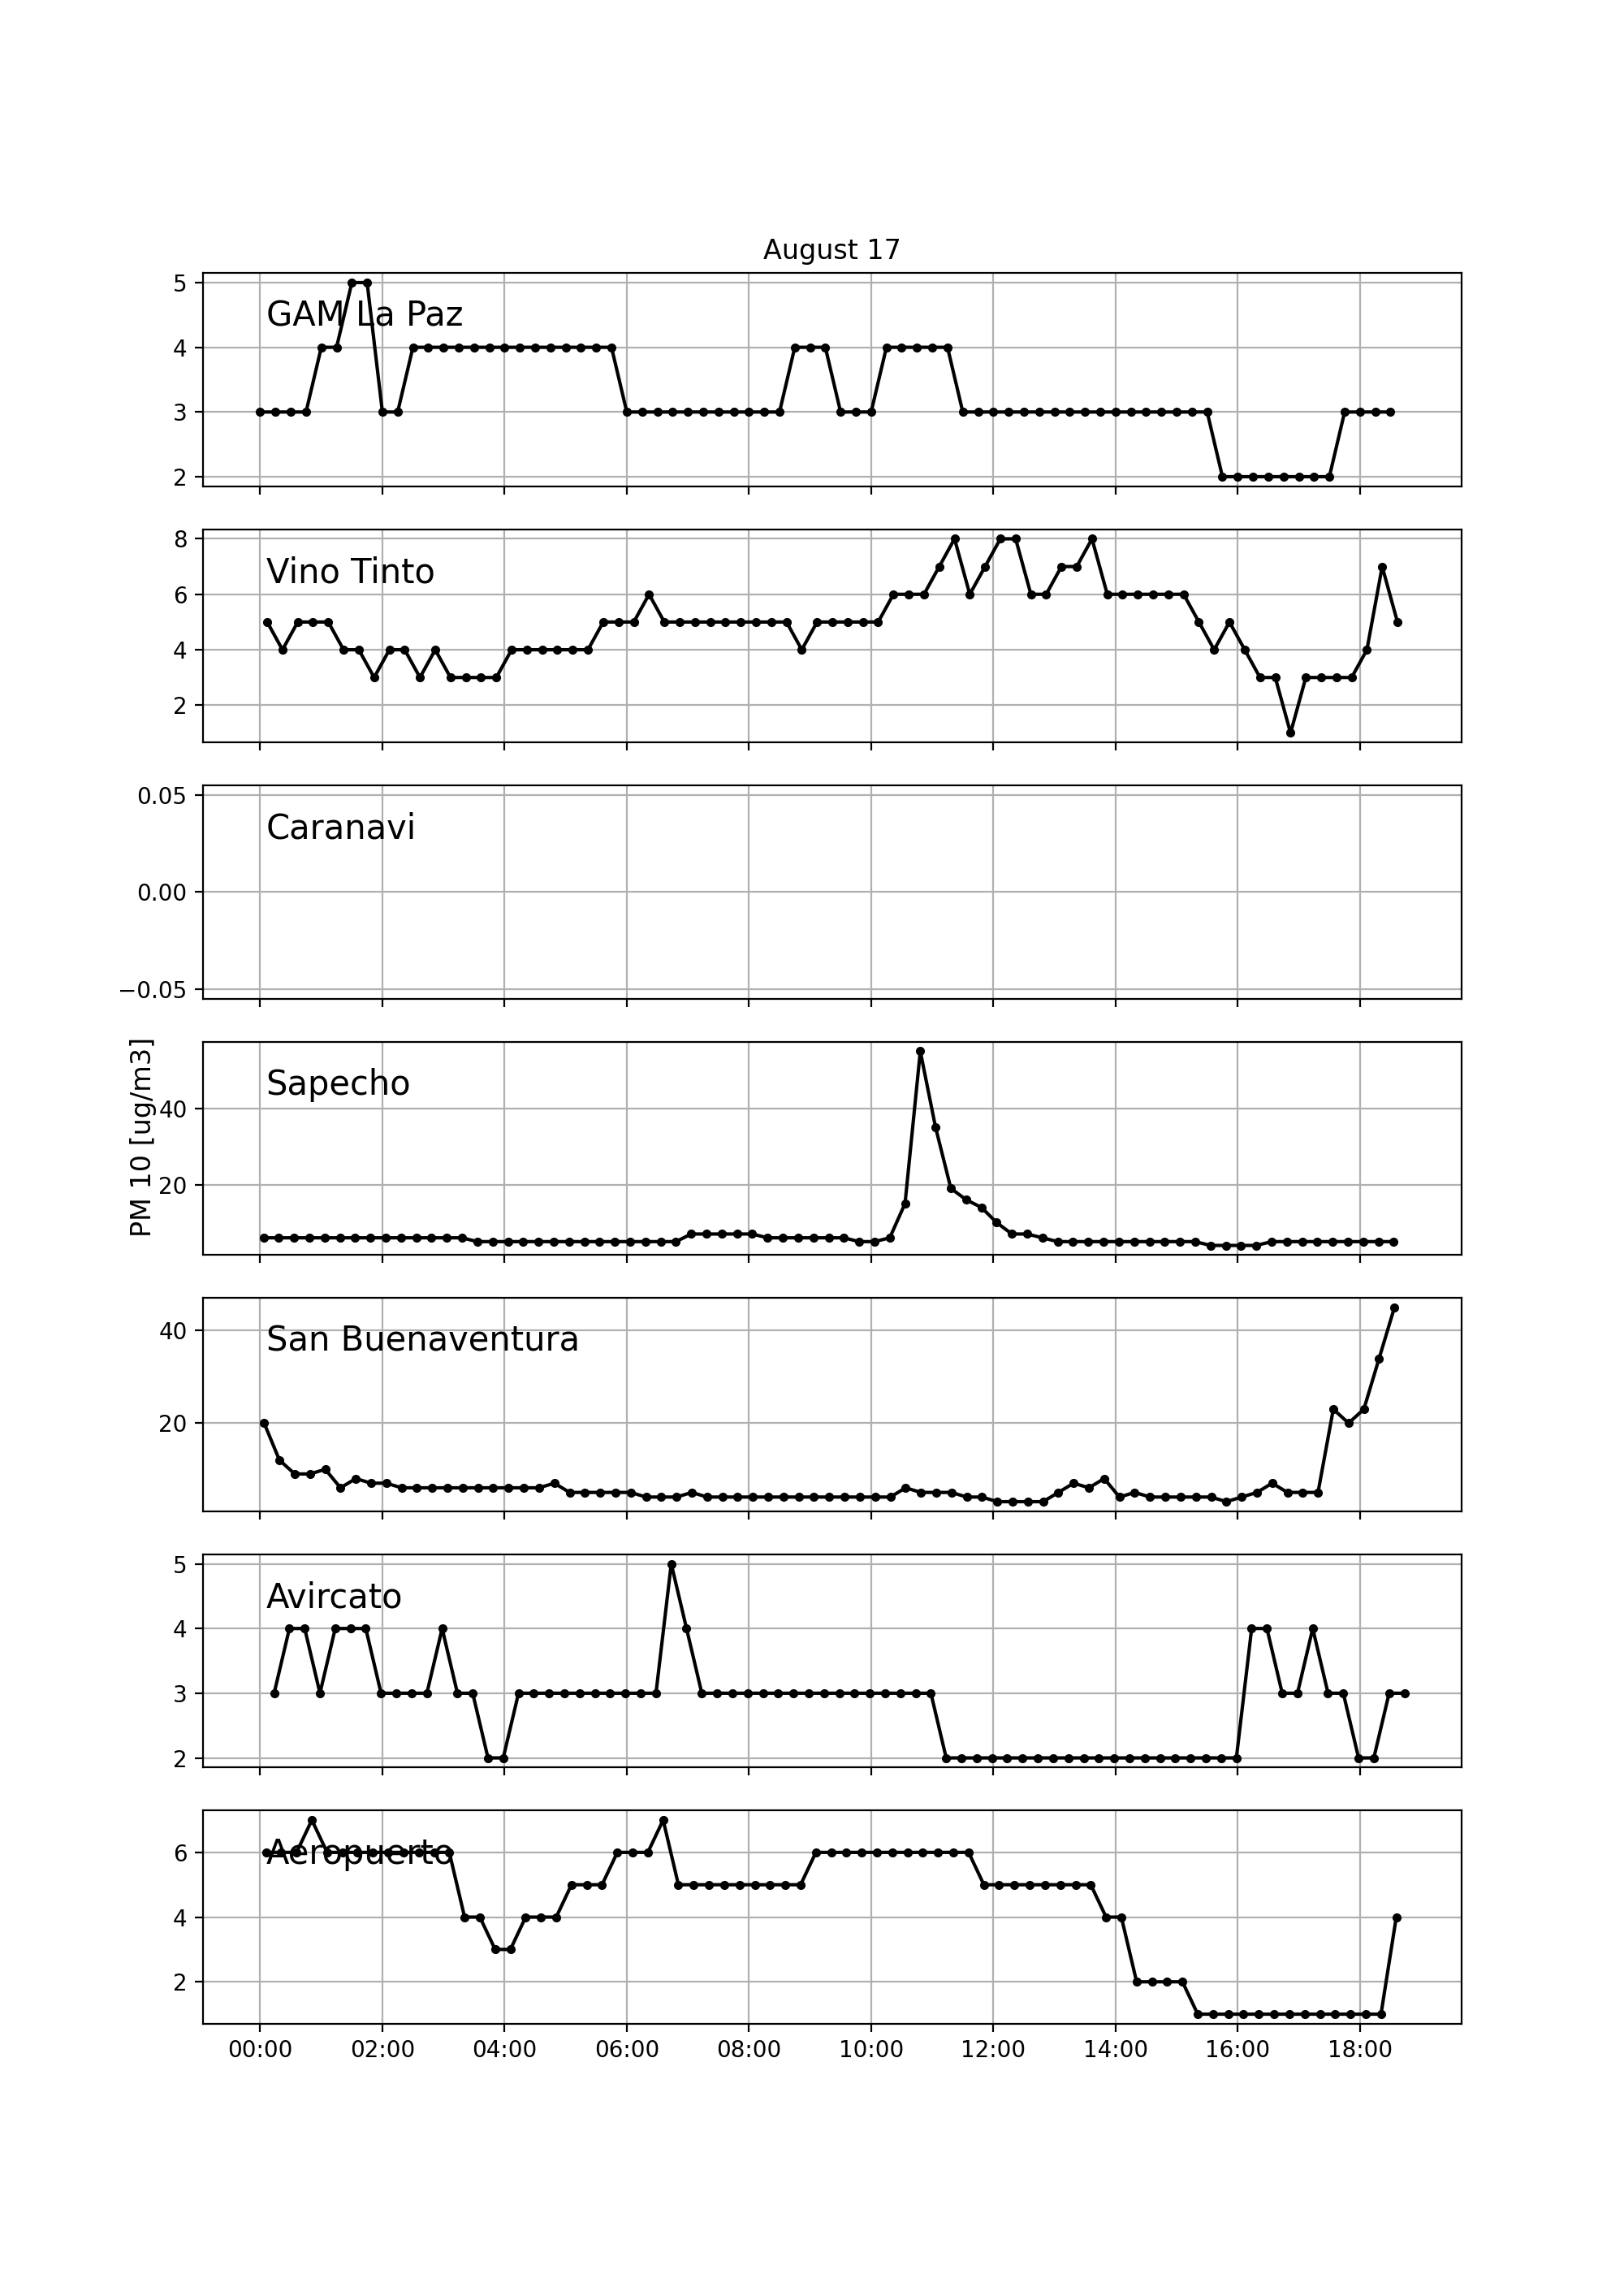 August 17
5
GAM La Paz
4
3
2
8
Vino Tinto
6
4
2
0.05
Caranavi
0.00
−0.05
PM 10 [ug/m3]
Sapecho
40
20
40
San Buenaventura
20
5
Avircato
4
3
2
6
Aeropuerto
4
2
00:00 02:00 04:00 06:00 08:00 10:00 12:00 14:00 16:00 18:00